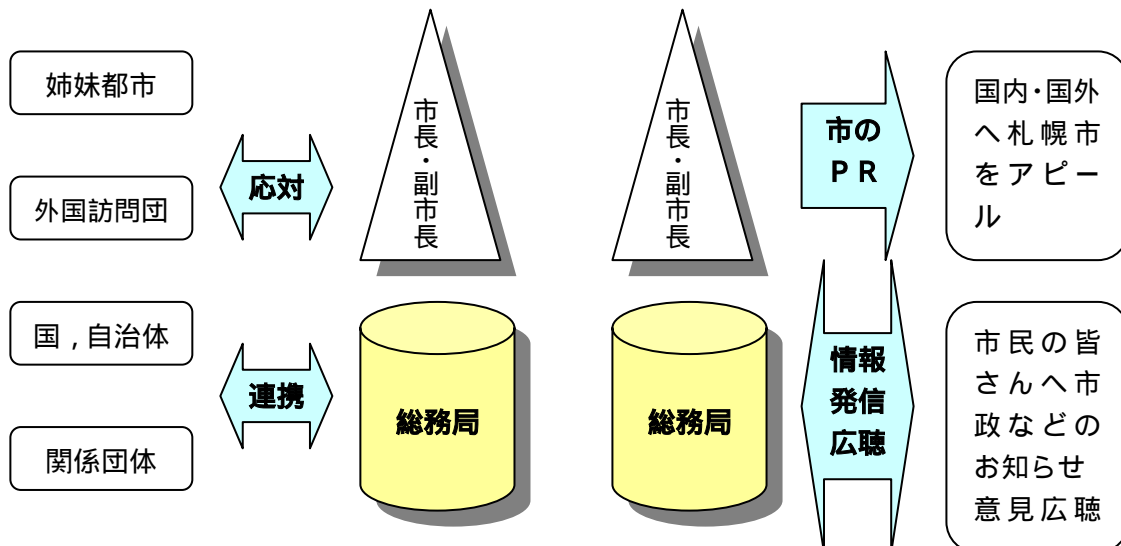 姉妹都市
外国訪問団
国,自治体
関係団体
応対
連携
市長・副市長
総務局
市長・副市長
総務局
市の
PR
情報
発信
広聴
国内・国外
へ札幌市
をアピー
ル
市民の皆
さんへ市
政などの
お知らせ
意見広聴